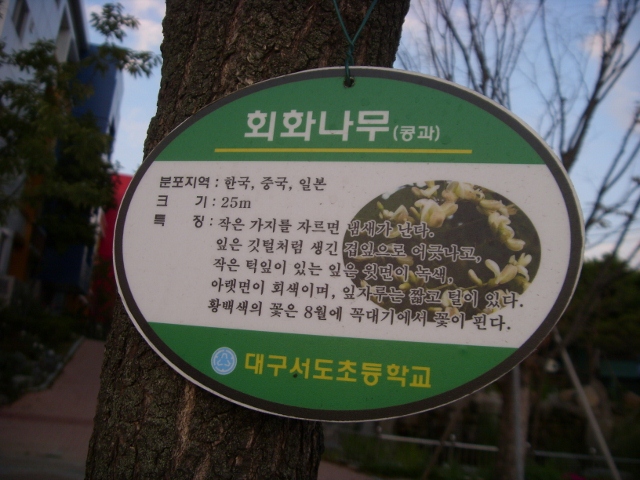 회화나무(콩과)
분포지역 : 한국, 중국, 일본
크 기 : 25m
특 징 : 작은 가지를 자르면 냄새가 난다.
잎은 깃털처럼 생긴 겹잎으로 어긋나고,
작은 턱잎이 있는 잎은 윗면이 녹색,
아랫면이 회색이며, 잎자루는 짧고 털이 있다.
황백색의 꽃은 8월에 꼭대기에서 꽃이 핀다.
대구서도초등학교